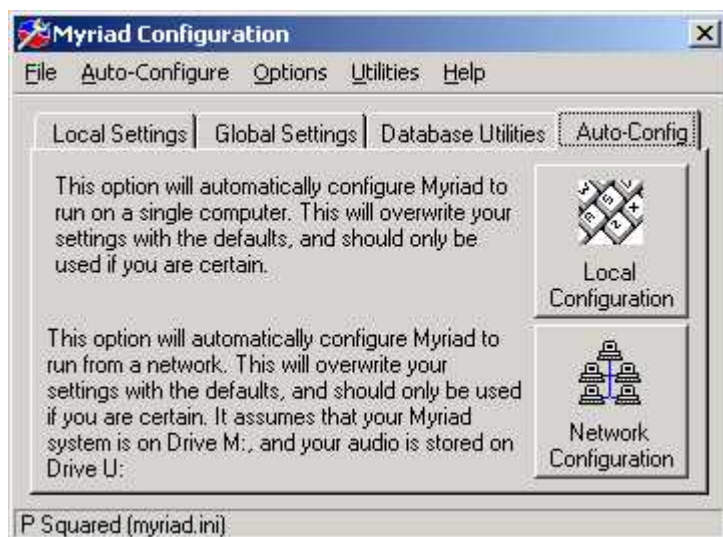 Myriad Configuration
File Auto-Configure Options Utilities Help
Local Settings Global Settings Database Utilities Auto-Config
This option will automatically configure Myriad to
run on a single computer. This will overwrite your
settings with the defaults, and should only be
used if you are certain.
Local
Configuration
This option will automatically configure Myriad to
run from a network. This will overwrite your
settings with the defaults, and should only be used
if you are certain. It assumes that your Myriad
system is on Drive M:, and your audio is stored on
Drive U:
Network
Configuration
P Squared (myriad.ini)